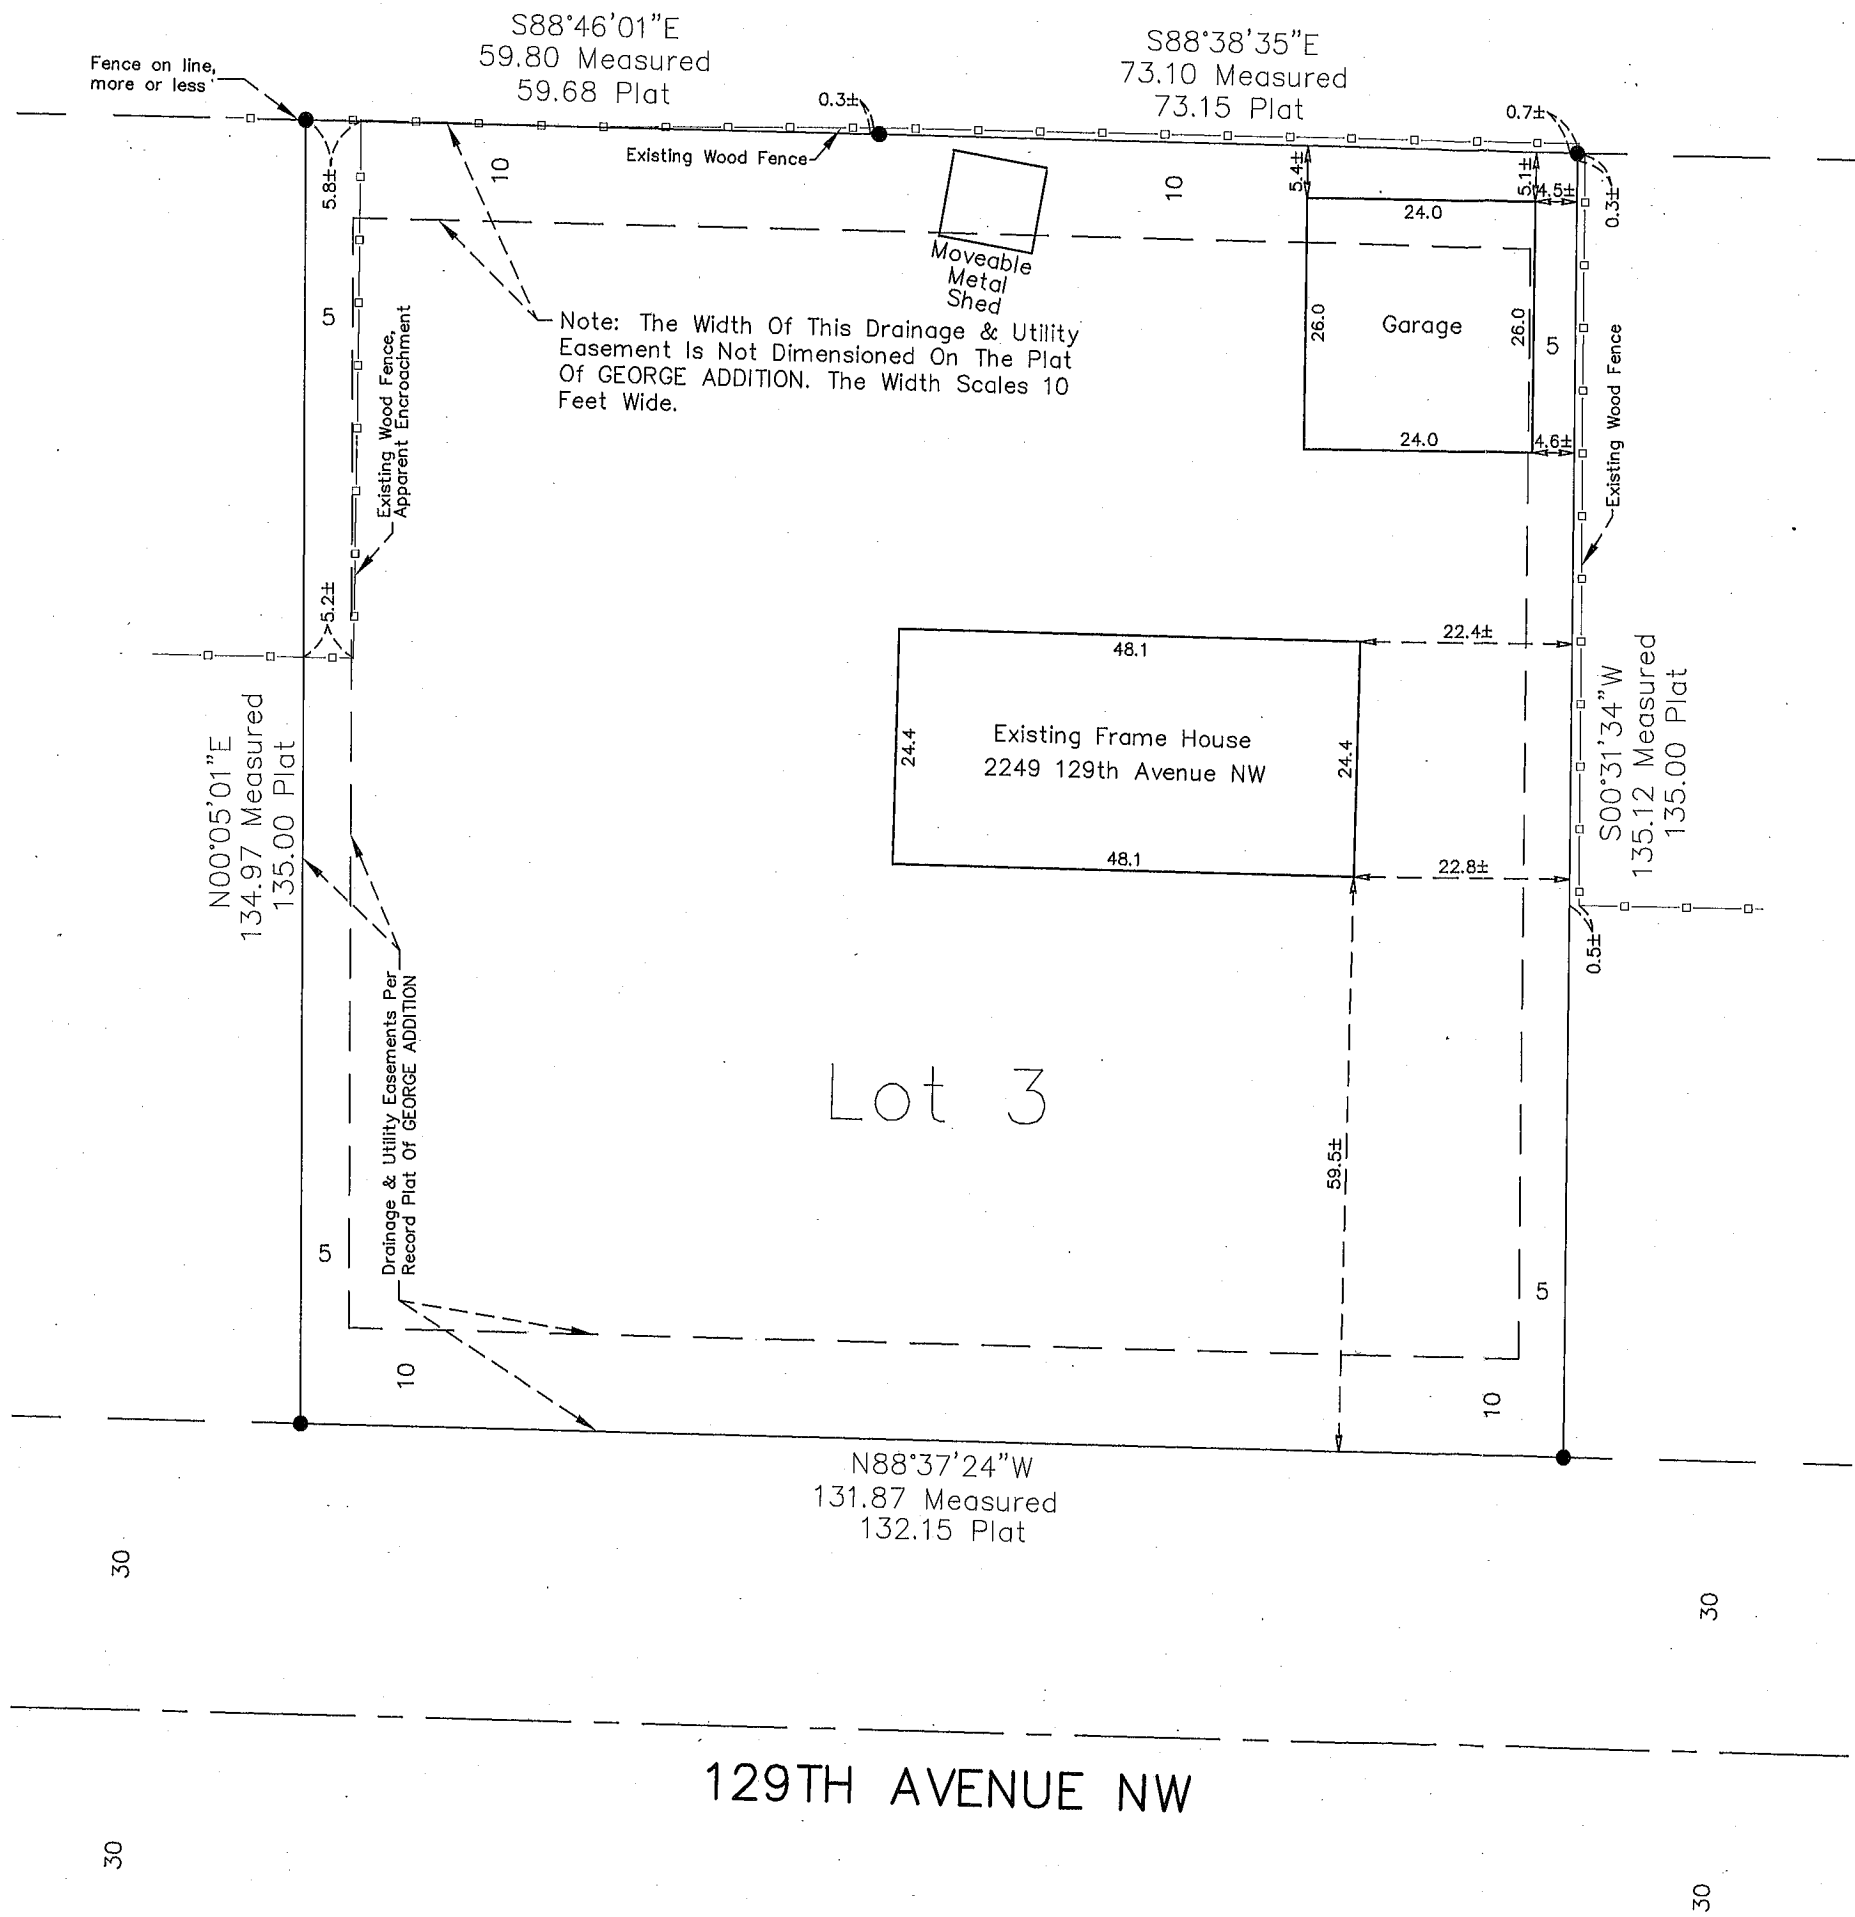 S88°46'01"E
59.80 Measured
59.68 Plat
S88°38'35"E
73.10 Measured
73.15 Plat
Fence on line,
more or less
0.3±
0.7±
Existing Wood Fence
5.8±
10
10
5.4±
5.1±
4.5±
0.3±
24.0
Moveable
Metal
Shed
5
Existing Wood Fence,
Apparent Encroachment
Note: The Width Of This Drainage & Utility
Easement Is Not Dimensioned On The Plat
Of GEORGE ADDITION. The Width Scales 10
Feet Wide.
26.0
Garage
26.0
5
Existing Wood Fence
24.0
4.6±
5.2±
48.1
22.4±
24.4
Existing Frame House
2249 129th Avenue NW
24.4
48.1
22.8±
N00°05'01"E
134.97 Measured
135.00 Plat
S00°31'34"W
135.12 Measured
135.00 Plat
0.5±
Drainage & Utility Easements Per
Record Plat Of GEORGE ADDITION
Lot 3
59.5±
5
5
10
10
N88°37'24"W
131.87 Measured
132.15 Plat
30
30
129TH AVENUE NW
30
30